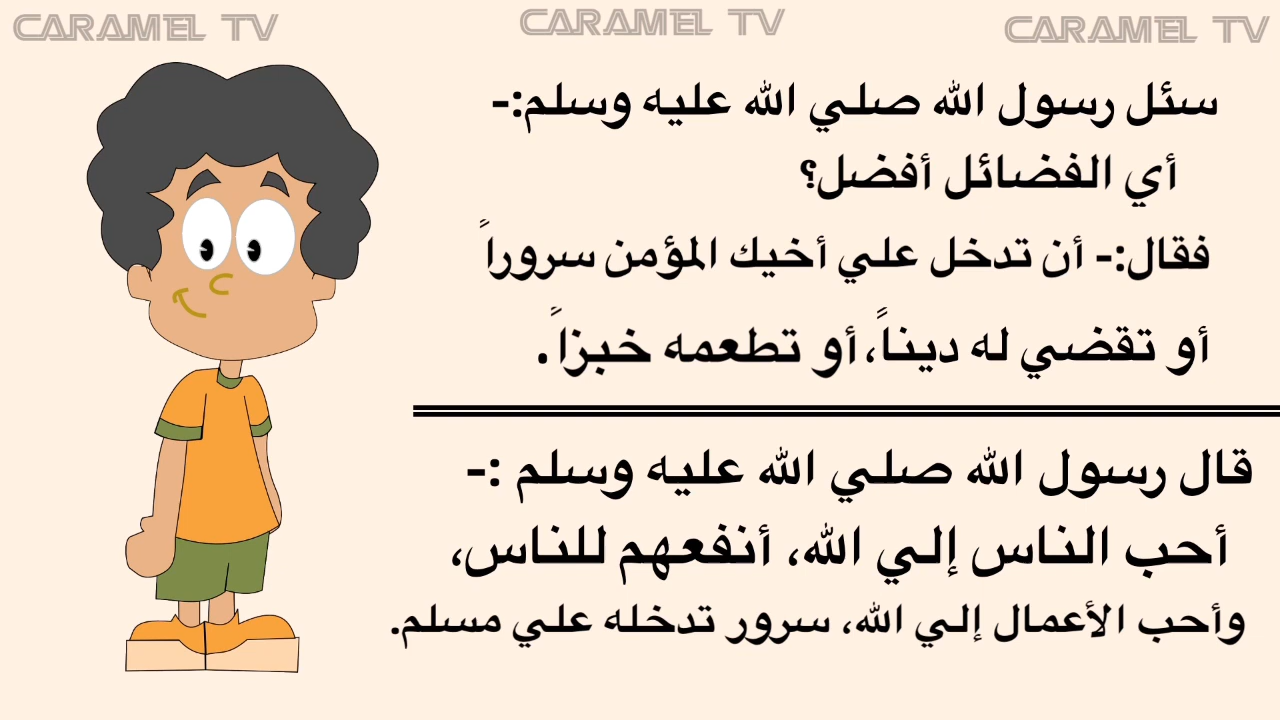 CARAMEL TV
CARAMEL TV
CARAMEL TV
سئل رسول الله صلي الله عليه وسلم:-
أي الفضائل أفضل؟
فقال:- أن تدخل علي أخيك المؤمن سروراً
أو تقضي له ديناً، أو تطعمه خبزاً.
قال رسول الله صلي الله عليه وسلم :-
أحب الناس إلي الله، أنفعهم للناس،
وأحب الأعمال إلي الله، سرور تدخله علي مسلم.